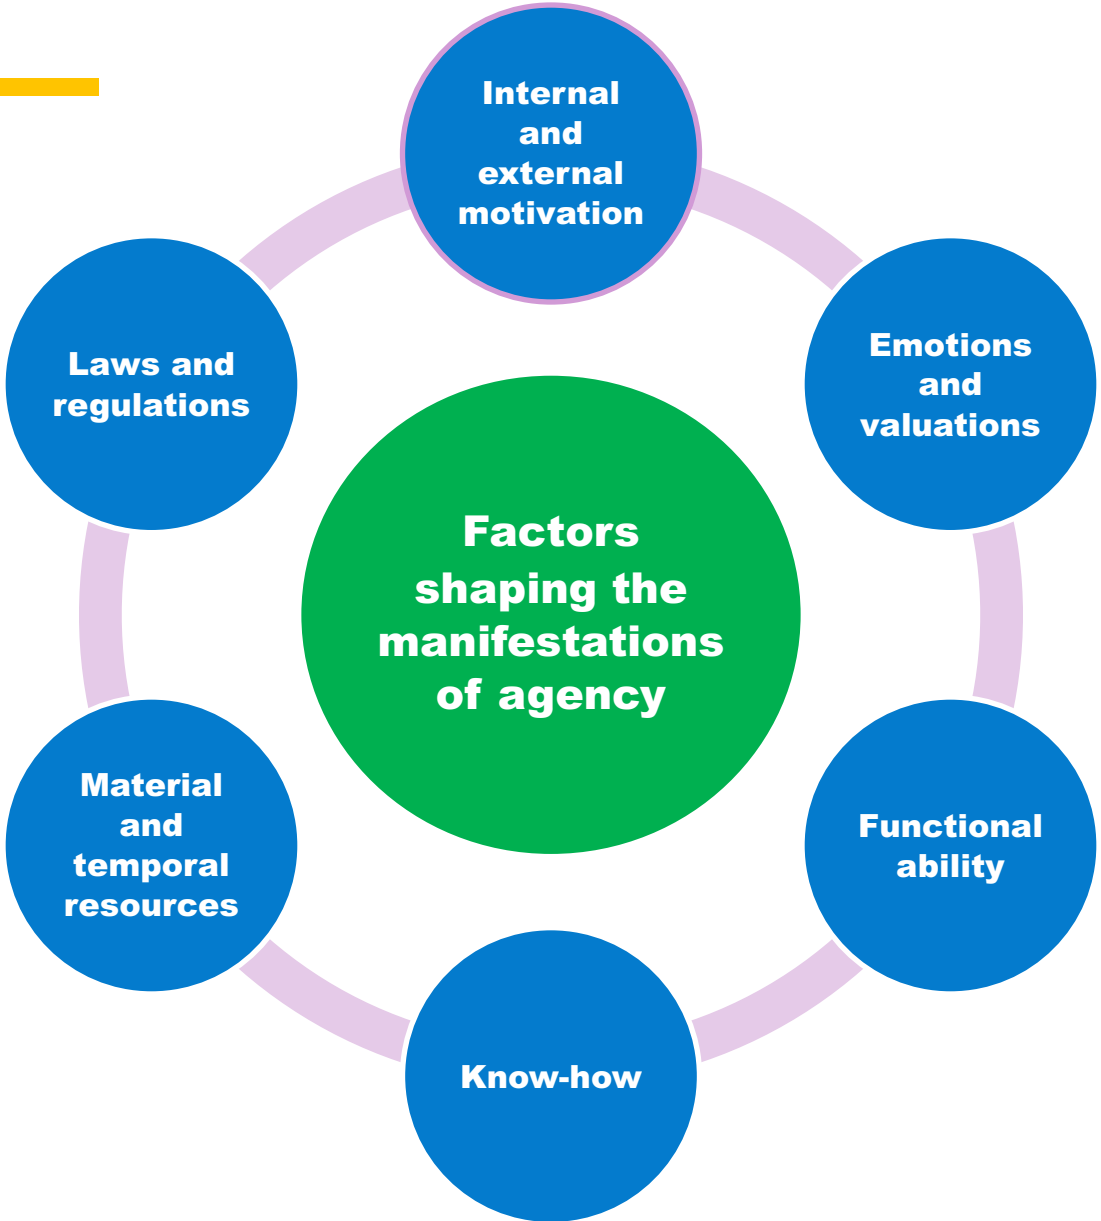 Internal
and
external
motivation
Emotions
and
valuations
Functional
ability
Know-how
Material
and
temporal
resources
Laws and
regulations
Factors
shaping the
manifestations
of agency